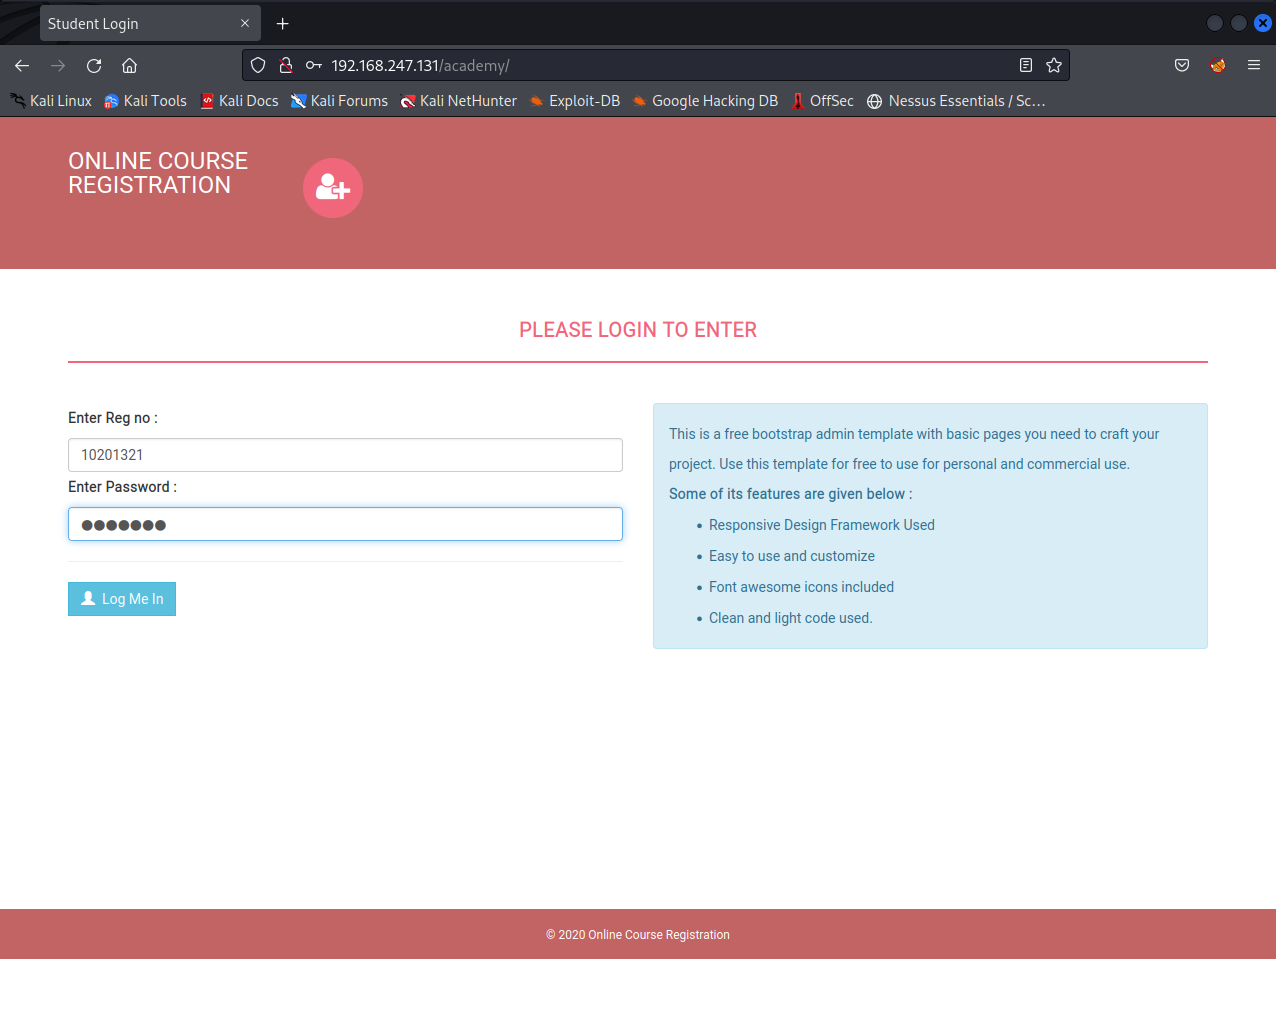 Student Login
192.168.247.131/academy/
Kali Linux Kali Tools Kali Docs Kali Forums Kali NetHunter Exploit-DB Google Hacking DB OffSec Nessus Essentials / Sc...
ONLINE COURSE
REGISTRATION
PLEASE LOGIN TO ENTER
Enter Reg no :
10201321
Enter Password :
●●●●●●●
Log Me In
This is a free bootstrap admin template with basic pages you need to craft your
project. Use this template for free to use for personal and commercial use.
Some of its features are given below :
• Responsive Design Framework Used
• Easy to use and customize
• Font awesome icons included
• Clean and light code used.
© 2020 Online Course Registration